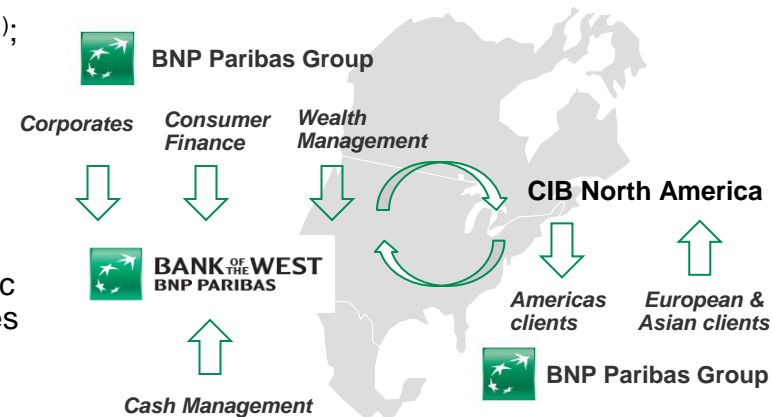 );
BNP Paribas Group
Corporates
Consumer
Finance
Wealth
Management
CIB North America
BANK OF THE WEST
BNP PARIBAS
c
es
Americas
clients
European &
Asian clients
BNP Paribas Group
Cash Management